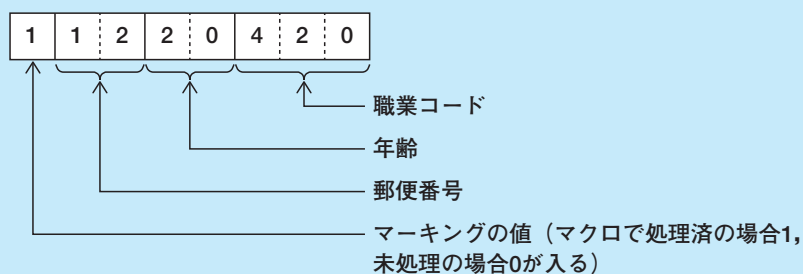 1 1 2 2 0 4 2 0
職業コード
年齢
郵便番号
マーキングの値（マクロで処理済の場合1,
未処理の場合0が入る）